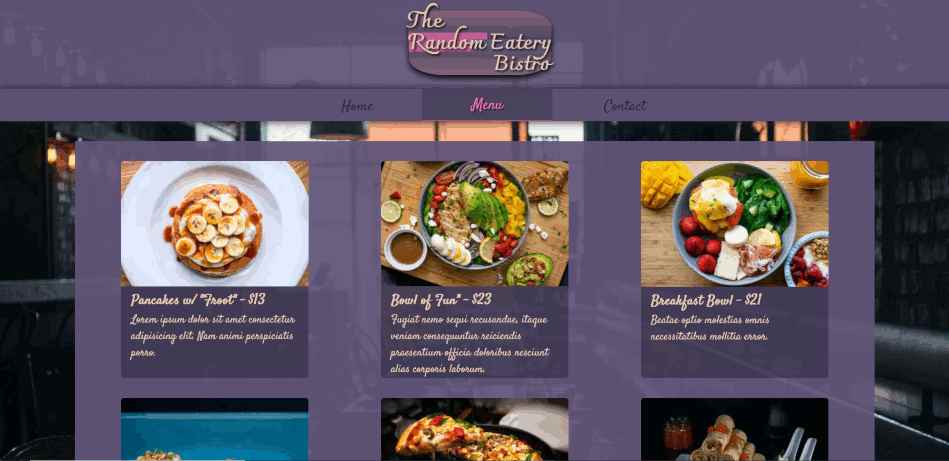 The
Random Eatery
Bistro
Home
Menu
Contact
Pancakes w/ "Froot" - $13
Lorem ipsum dolor sit amet consectetur
adipisicing elit. Nam animi perspiciatis
porro.
Bowl of Fun" - $23
Fugiat nemo sequi recusandae, itaque
veniam consequuntur reiciendis
praesentium officia doloribus nesciunt
alias corporis laborum.
Breakfast Bowl - $21
Beatae optio molestias omnis
necessitatibus mollitia error.